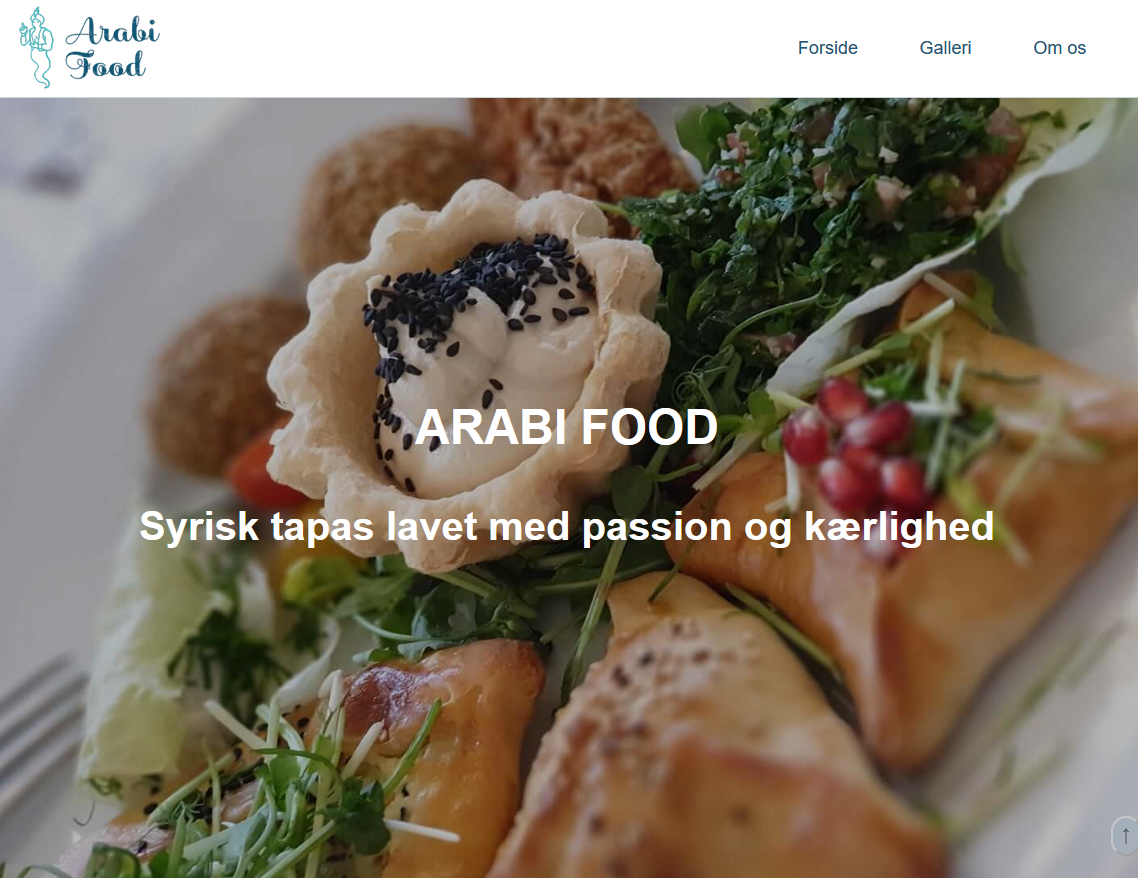 Arabi
Food
Forside
Galleri
Om os
ARABI FOOD
Syrisk tapas lavet med passion og kærlighed
↑